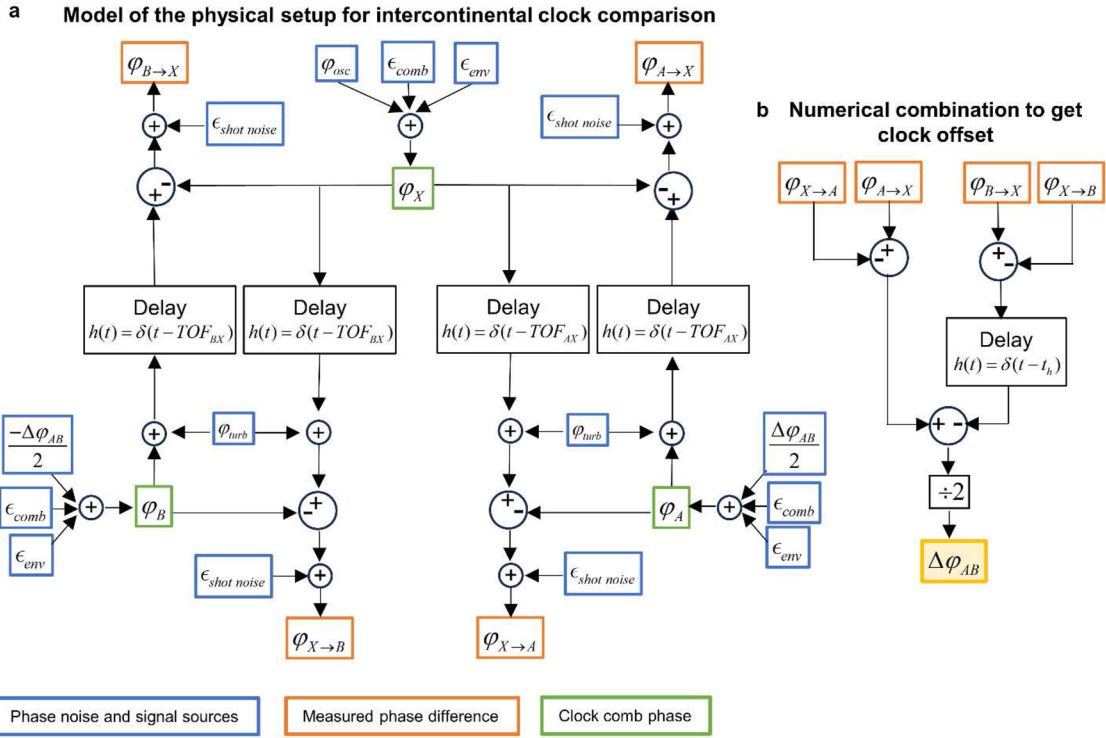 a Model of the physical setup for intercontinental clock comparison
φ_{B→X}
φ_{osc}
ϵ_{comb}
ϵ_{env}
φ_{A→X}
+
ϵ_{shot noise}
+
ϵ_{shot noise}
+
+ -
φ_X
- +
Delay
h(t) = δ(t−TOF_{BX})
Delay
h(t) = δ(t−TOF_{BX})
Delay
h(t) = δ(t−TOF_{AX})
Delay
h(t) = δ(t−TOF_{AX})
−Δφ_{AB}
2
+
φ_{turb}
+
+
φ_{turb}
+
Δφ_{AB}
2
ϵ_{comb}
+
φ_B
- +
+ -
φ_A
+
ϵ_{comb}
ϵ_{env}
ϵ_{env}
ϵ_{shot noise}
+
+
ϵ_{shot noise}
φ_{X→B}
φ_{X→A}
b Numerical combination to get
clock offset
φ_{X→A}
φ_{A→X}
φ_{B→X}
φ_{X→B}
- +
+ -
Delay
h(t) = δ(t−t_h)
+ -
÷2
Δφ_{AB}
Phase noise and signal sources
Measured phase difference
Clock comb phase